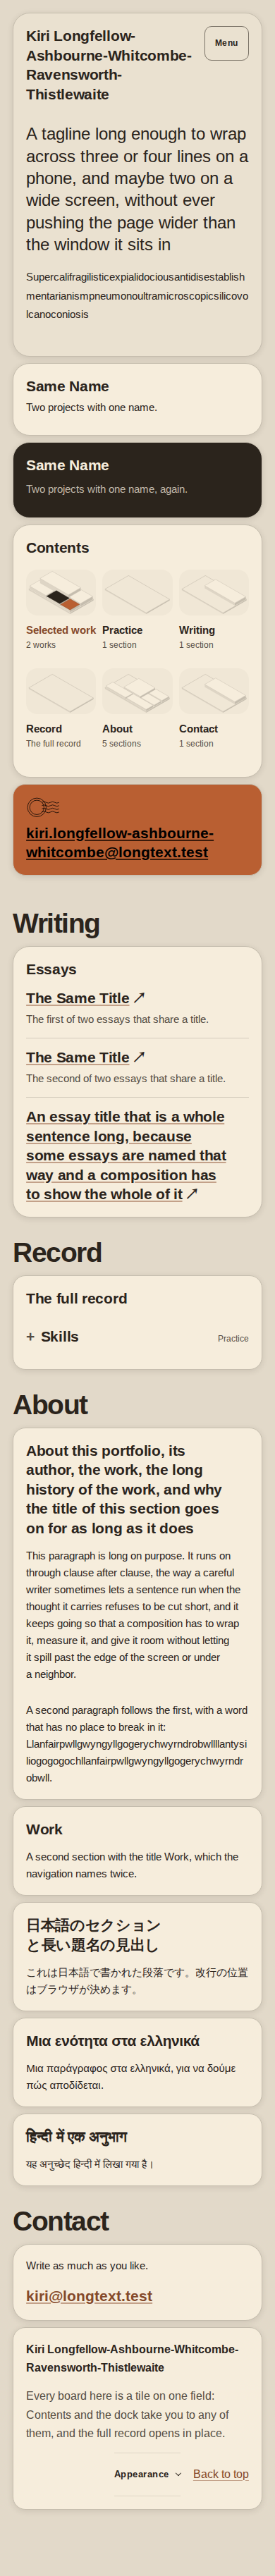 Kiri Longfellow-
Ashbourne-Whitcombe-
Ravensworth-
Thistlewaite
Menu
A tagline long enough to wrap
across three or four lines on a
phone, and maybe two on a
wide screen, without ever
pushing the page wider than
the window it sits in
Supercalifragilisticexpialidociousantidisestablish
mentarianismpneumonoultramicroscopicsilicovo
lcanoconiosis
Same Name
Two projects with one name.
Same Name
Two projects with one name, again.
Contents
Selected work
2 works
Practice
1 section
Writing
1 section
Record
The full record
About
5 sections
Contact
1 section
kiri.longfellow-ashbourne-
whitcombe@longtext.test
Writing
Essays
The Same Title ↗
The first of two essays that share a title.
The Same Title ↗
The second of two essays that share a title.
An essay title that is a whole
sentence long, because
some essays are named that
way and a composition has
to show the whole of it ↗
Record
The full record
+ Skills
Practice
About
About this portfolio, its
author, the work, the long
history of the work, and why
the title of this section goes
on for as long as it does
This paragraph is long on purpose. It runs on
through clause after clause, the way a careful
writer sometimes lets a sentence run when the
thought it carries refuses to be cut short, and it
keeps going so that a composition has to wrap
it, measure it, and give it room without letting
it spill past the edge of the screen or under
a neighbor.
A second paragraph follows the first, with a word
that has no place to break in it:
Llanfairpwllgwyngyllgogerychwyrndrobwllllantysi
liogogogochllanfairpwllgwyngyllgogerychwyrndr
obwll.
Work
A second section with the title Work, which the
navigation names twice.
日本語のセクション
と長い題名の見出し
これは日本語で書かれた段落です。改行の位置
はブラウザが決めます。
Μια ενότητα στα ελληνικά
Μια παράγραφος στα ελληνικά, για να δούμε
πώς αποδίδεται.
हिन्दी में एक अनुभाग
यह अनुच्छेद हिन्दी में लिखा गया है।
Contact
Write as much as you like.
kiri@longtext.test
Kiri Longfellow-Ashbourne-Whitcombe-
Ravensworth-Thistlewaite
Every board here is a tile on one field:
Contents and the dock take you to any of
them, and the full record opens in place.
Appearance
Back to top